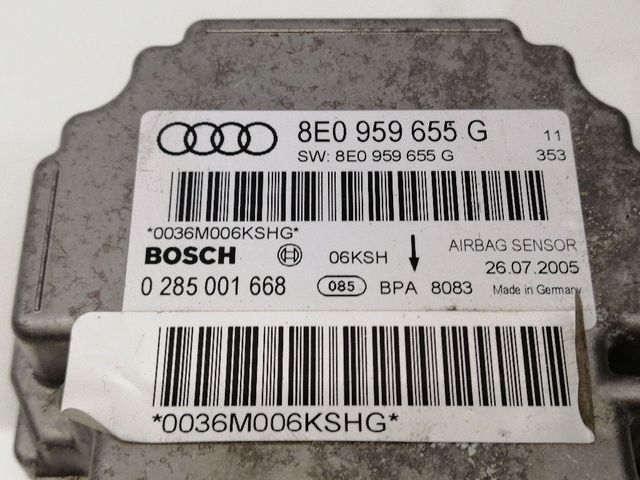 8E0 959 655 G 11
SW: 8E0 959 655 G 353
*0036M006KSHG*
BOSCH 06KSH AIRBAG SENSOR
26.07.2005
0 285 001 668 085 BPA 8083 Made in Germany
*0036M006KSHG*